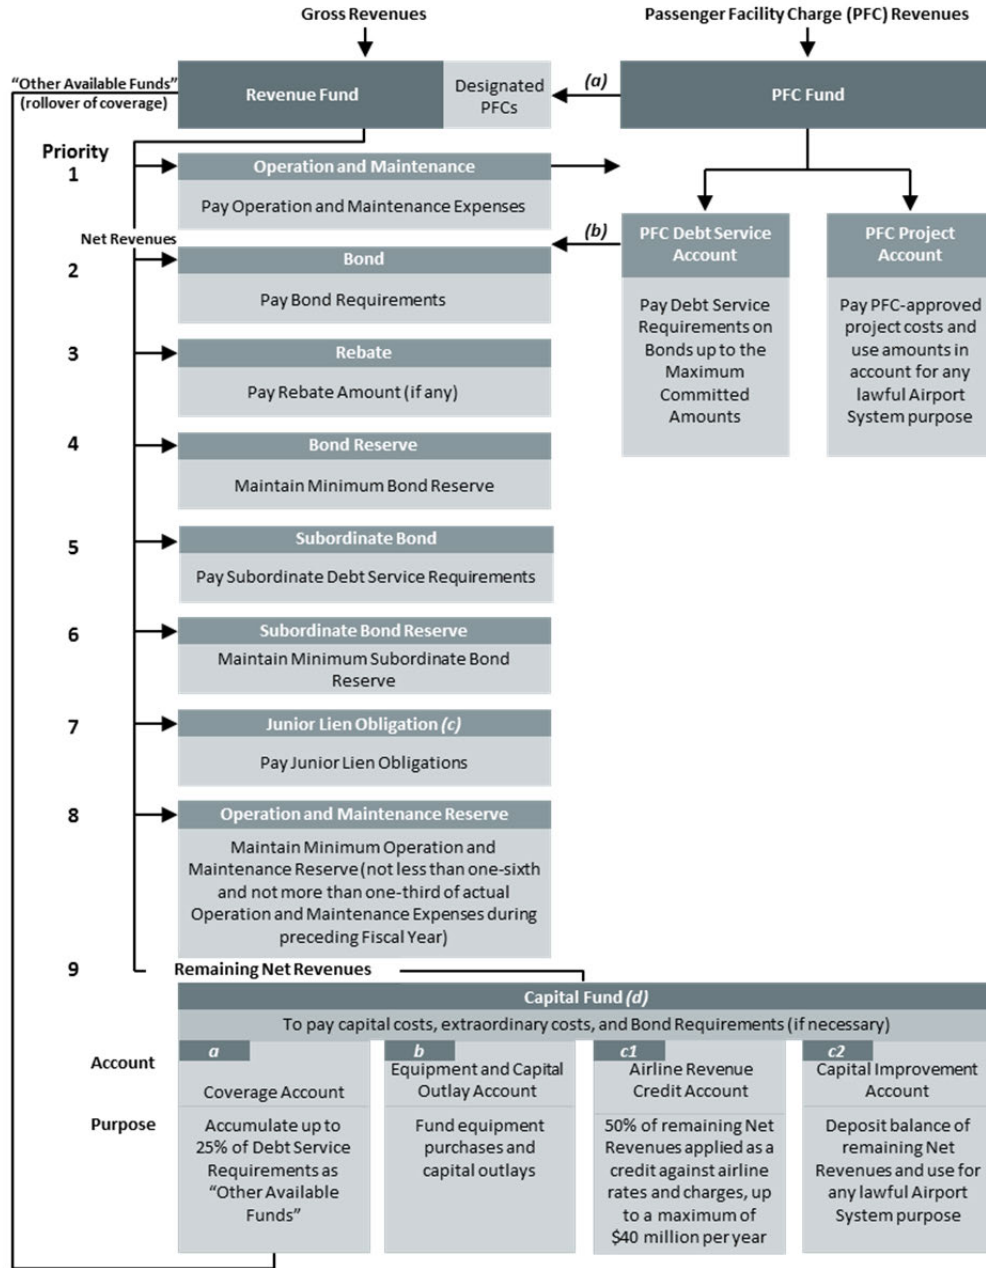 Gross Revenues
Passenger Facility Charge (PFC) Revenues
“Other Available Funds”
(rollover of coverage)
Revenue Fund
Designated
PFCs
(a)
PFC Fund
Priority
1
Operation and Maintenance
Pay Operation and Maintenance Expenses
Net Revenues
2
Bond
Pay Bond Requirements
(b)
PFC Debt Service
Account
Pay Debt Service
Requirements on
Bonds up to the
Maximum
Committed
Amounts
PFC Project
Account
Pay PFC-approved
project costs and
use amounts in
account for any
lawful Airport
System purpose
3
Rebate
Pay Rebate Amount (if any)
4
Bond Reserve
Maintain Minimum Bond Reserve
5
Subordinate Bond
Pay Subordinate Debt Service Requirements
6
Subordinate Bond Reserve
Maintain Minimum Subordinate Bond
Reserve
7
Junior Lien Obligation (c)
Pay Junior Lien Obligations
8
Operation and Maintenance Reserve
Maintain Minimum Operation and
Maintenance Reserve (not less than one-sixth
and not more than one-third of actual
Operation and Maintenance Expenses during
preceding Fiscal Year)
9
Remaining Net Revenues
Capital Fund (d)
To pay capital costs, extraordinary costs, and Bond Requirements (if necessary)
Account
Purpose
a
Coverage Account
Accumulate up to
25% of Debt Service
Requirements as
“Other Available
Funds”
b
Equipment and Capital
Outlay Account
Fund equipment
purchases and
capital outlays
c1
Airline Revenue
Credit Account
50% of remaining Net
Revenues applied as a
credit against airline
rates and charges, up
to a maximum of
$40 million per year
c2
Capital Improvement
Account
Deposit balance of
remaining Net
Revenues and use for
any lawful Airport
System purpose